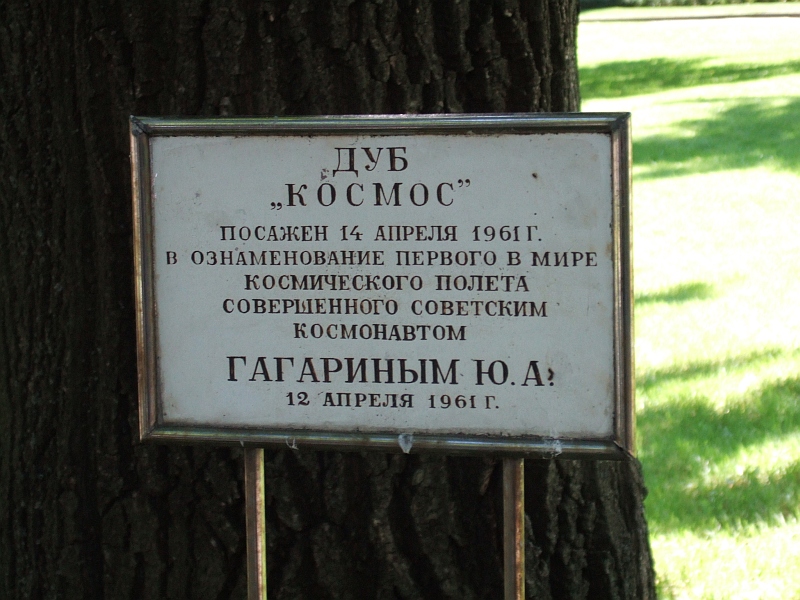 ДУБ
„КОСМОС”
ПОСАЖЕН 14 АПРЕЛЯ 1961 Г.
В ОЗНАМЕНОВАНИЕ ПЕРВОГО В МИРЕ
КОСМИЧЕСКОГО ПОЛЕТА
СОВЕРШЕННОГО СОВЕТСКИМ
КОСМОНАВТОМ
ГАГАРИНЫМ Ю.А.
12 АПРЕЛЯ 1961 Г.